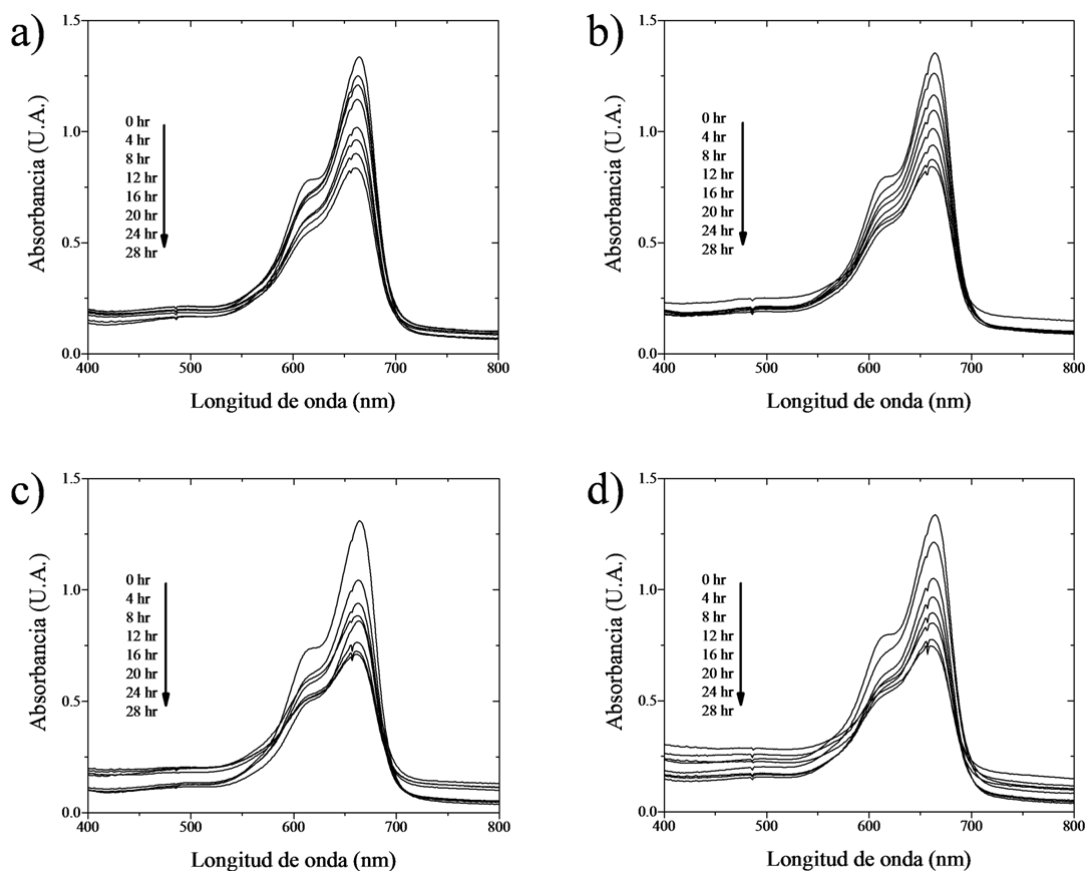 a)
Absorbancia (U.A.)
1.5
1.0
0.5
0.0
0 hr
4 hr
8 hr
12 hr
16 hr
20 hr
24 hr
28 hr
400 500 600 700 800
Longitud de onda (nm)
b)
Absorbancia (U.A.)
1.5
1.0
0.5
0.0
0 hr
4 hr
8 hr
12 hr
16 hr
20 hr
24 hr
28 hr
400 500 600 700 800
Longitud de onda (nm)
c)
Absorbancia (U.A.)
1.5
1.0
0.5
0.0
0 hr
4 hr
8 hr
12 hr
16 hr
20 hr
24 hr
28 hr
400 500 600 700 800
Longitud de onda (nm)
d)
Absorbancia (U.A.)
1.5
1.0
0.5
0.0
0 hr
4 hr
8 hr
12 hr
16 hr
20 hr
24 hr
28 hr
400 500 600 700 800
Longitud de onda (nm)